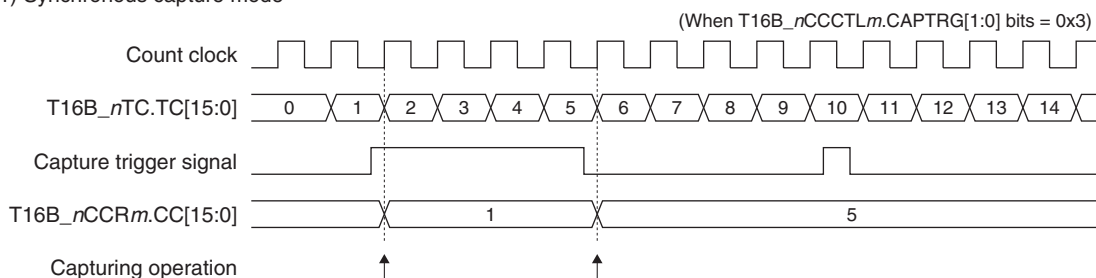 ) Synchronous capture mode
(When T16B_nCCCTLm.CAPTRG[1:0] bits = 0x3)
Count clock
T16B_nTC.TC[15:0] 0 1 2 3 4 5 6 7 8 9 10 11 12 13 14
Capture trigger signal
T16B_nCCRm.CC[15:0] 1 5
Capturing operation